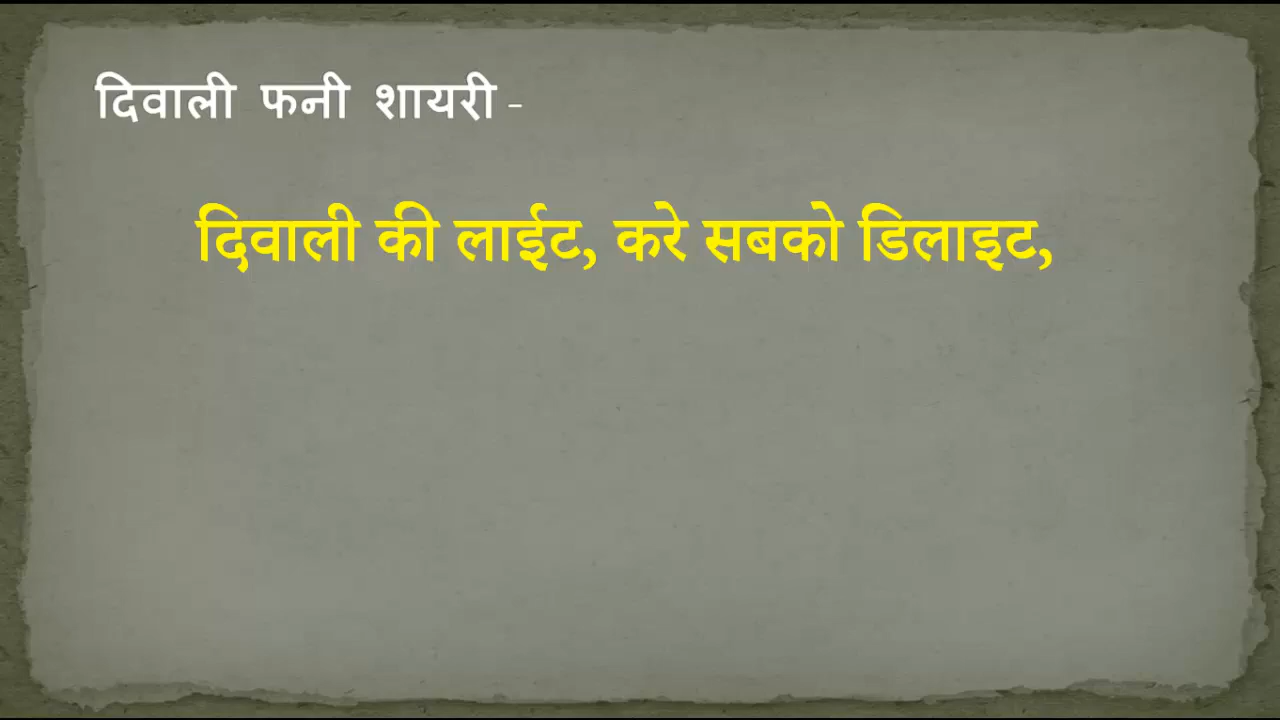 दिवाली फनी शायरी -
दिवाली की लाईट, करे सबको डिलाइट,